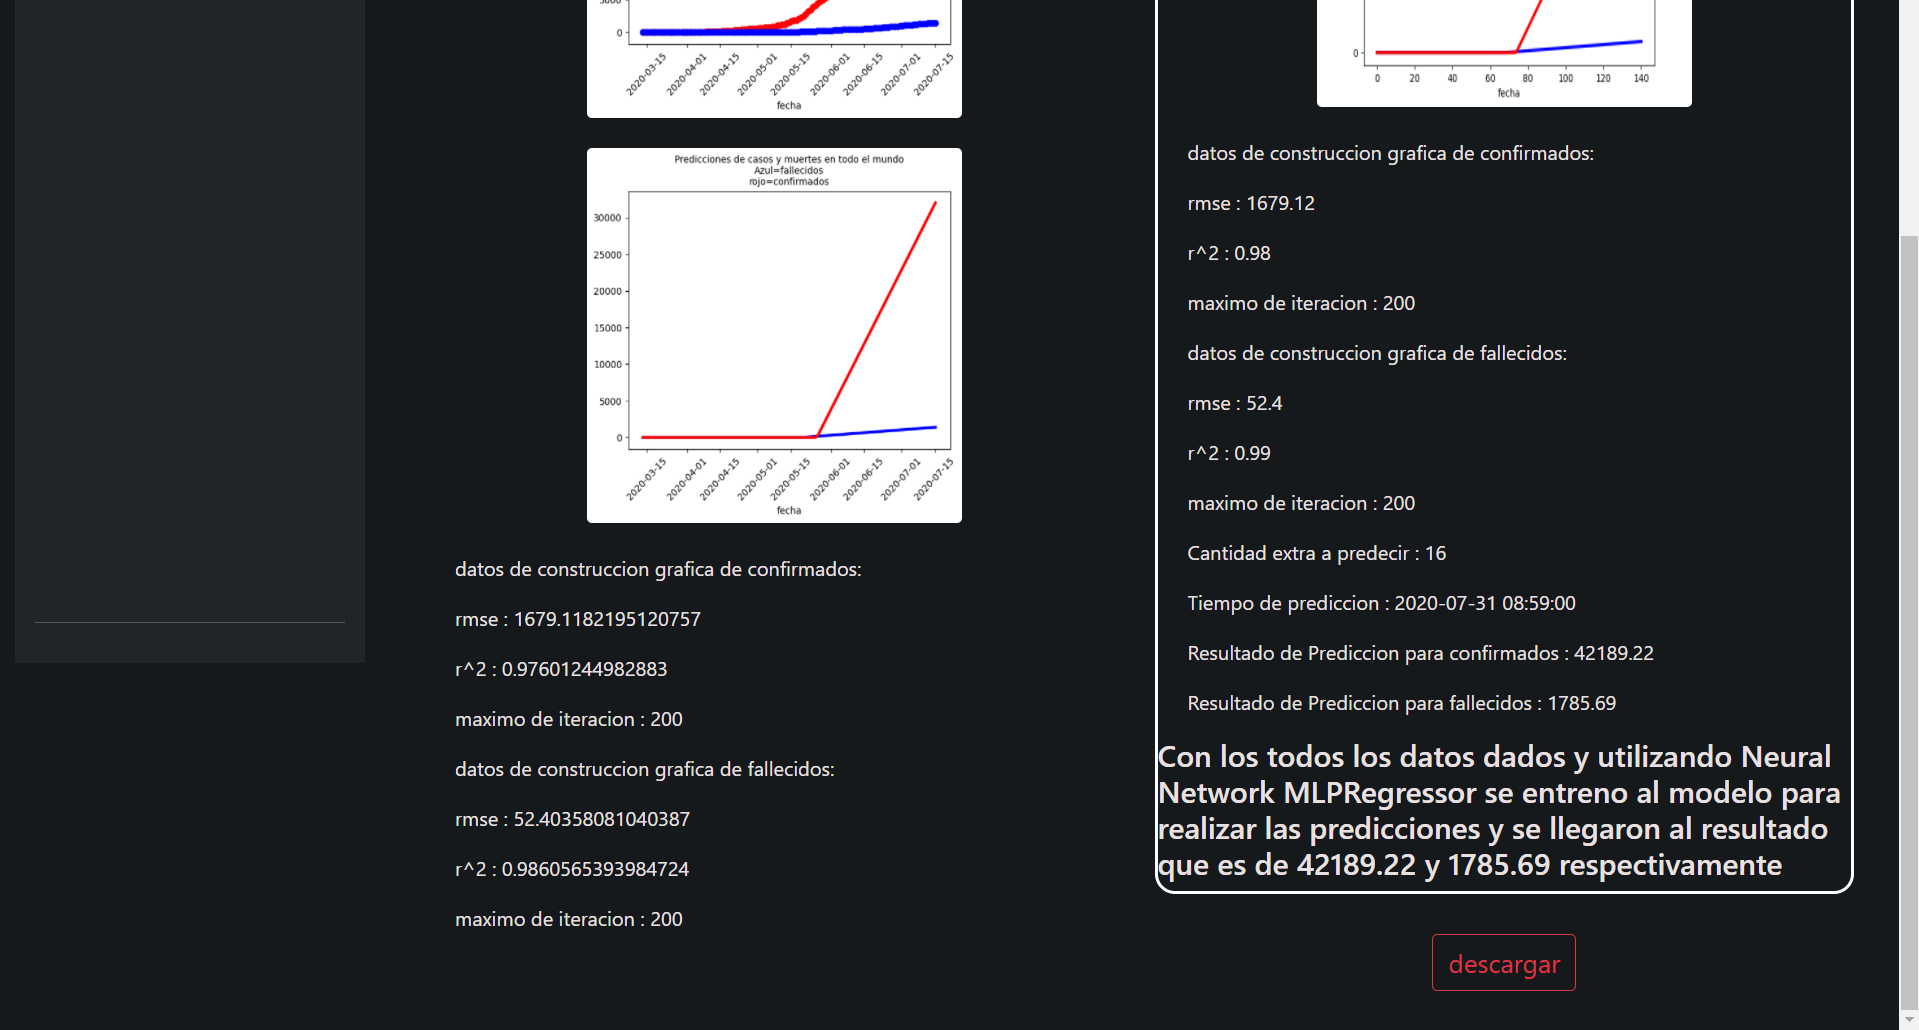 5000
0
2020-03-15
2020-04-01
2020-04-15
2020-05-01
2020-05-15
2020-06-01
2020-06-15
2020-07-01
2020-07-15
fecha
Predicciones de casos y muertes en todo el mundo
Azul=fallecidos
rojo=confirmados
30000
25000
20000
15000
10000
5000
0
2020-03-15
2020-04-01
2020-04-15
2020-05-01
2020-05-15
2020-06-01
2020-06-15
2020-07-01
2020-07-15
fecha
datos de construccion grafica de confirmados:
rmse : 1679.1182195120757
r^2 : 0.97601244982883
maximo de iteracion : 200
datos de construccion grafica de fallecidos:
rmse : 52.40358081040387
r^2 : 0.9860565393984724
maximo de iteracion : 200
0
0 20 40 60 80 100 120 140
fecha
datos de construccion grafica de confirmados:
rmse : 1679.12
r^2 : 0.98
maximo de iteracion : 200
datos de construccion grafica de fallecidos:
rmse : 52.4
r^2 : 0.99
maximo de iteracion : 200
Cantidad extra a predecir : 16
Tiempo de prediccion : 2020-07-31 08:59:00
Resultado de Prediccion para confirmados : 42189.22
Resultado de Prediccion para fallecidos : 1785.69
Con los todos los datos dados y utilizando Neural
Network MLPRegressor se entreno al modelo para
realizar las predicciones y se llegaron al resultado
que es de 42189.22 y 1785.69 respectivamente
descargar